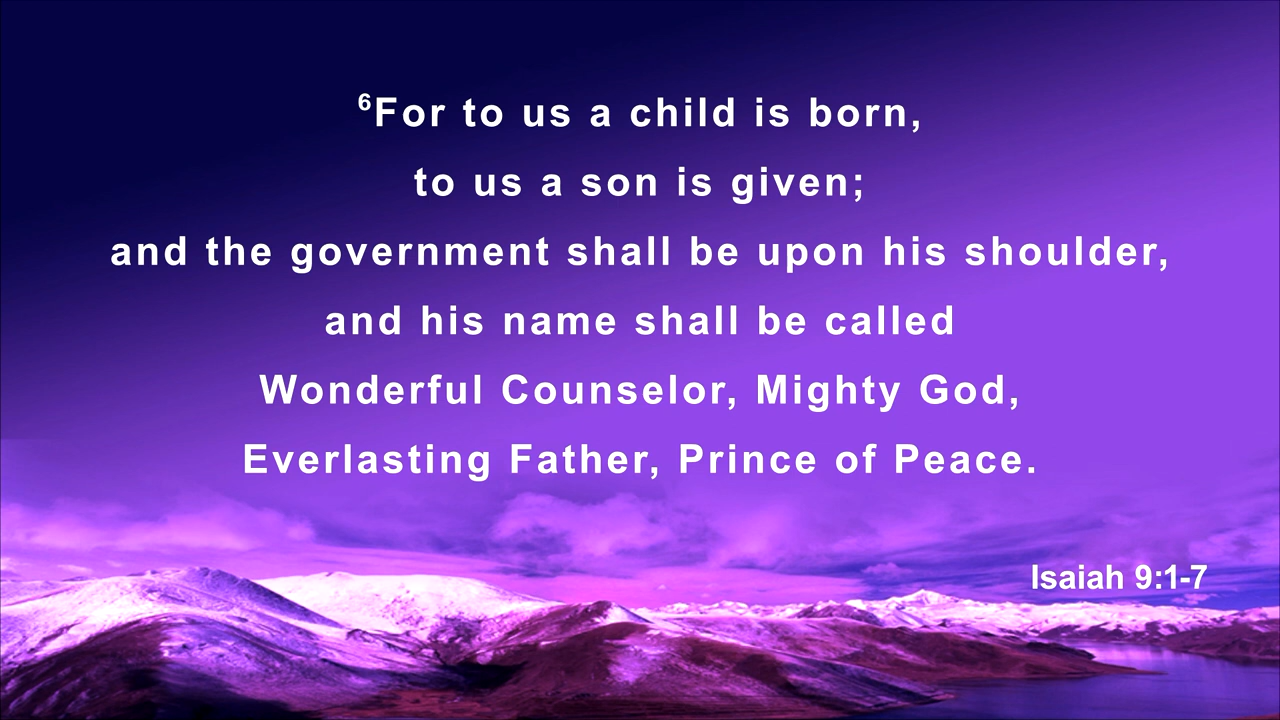 ⁶For to us a child is born,
to us a son is given;
and the government shall be upon his shoulder,
and his name shall be called
Wonderful Counselor, Mighty God,
Everlasting Father, Prince of Peace.
Isaiah 9:1-7